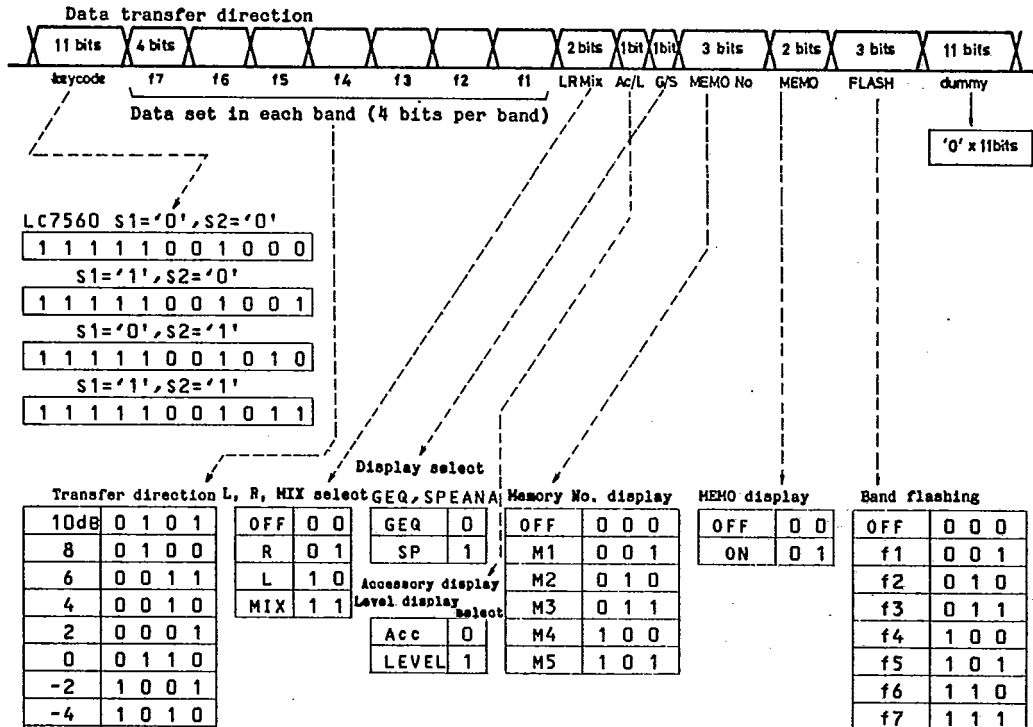 Data transfer direction
11 bits 4 bits 2 bits 1bit 1bit 3 bits 2 bits 3 bits 11 bits
keycode f7 f6 f5 f4 f3 f2 f1 LRMix Ac/L G/S MEMO No MEMO FLASH dummy
Data set in each band (4 bits per band)
'0' x 11bits
LC7560 S1='0',S2='0'
1 1 1 1 1 0 0 1 0 0 0
S1='1',S2='0'
1 1 1 1 1 0 0 1 0 0 1
S1='0',S2='1'
1 1 1 1 1 0 0 1 0 1 0
S1='1',S2='1'
1 1 1 1 1 0 0 1 0 1 1
Transfer direction
10dB 0 1 0 1
8 0 1 0 0
6 0 0 1 1
4 0 0 1 0
2 0 0 0 1
0 0 1 1 0
-2 1 0 0 1
-4 1 0 1 0
L, R, MIX select
OFF 0 0
R 0 1
L 1 0
MIX 1 1
Display select
GEQ,SPEANA
GEQ 0
SP 1
Accessory display
Level display select
Acc 0
LEVEL 1
Memory No. display
OFF 0 0 0
M1 0 0 1
M2 0 1 0
M3 0 1 1
M4 1 0 0
M5 1 0 1
MEMO display
OFF 0 0
ON 0 1
Band flashing
OFF 0 0 0
f1 0 0 1
f2 0 1 0
f3 0 1 1
f4 1 0 0
f5 1 0 1
f6 1 1 0
f7 1 1 1